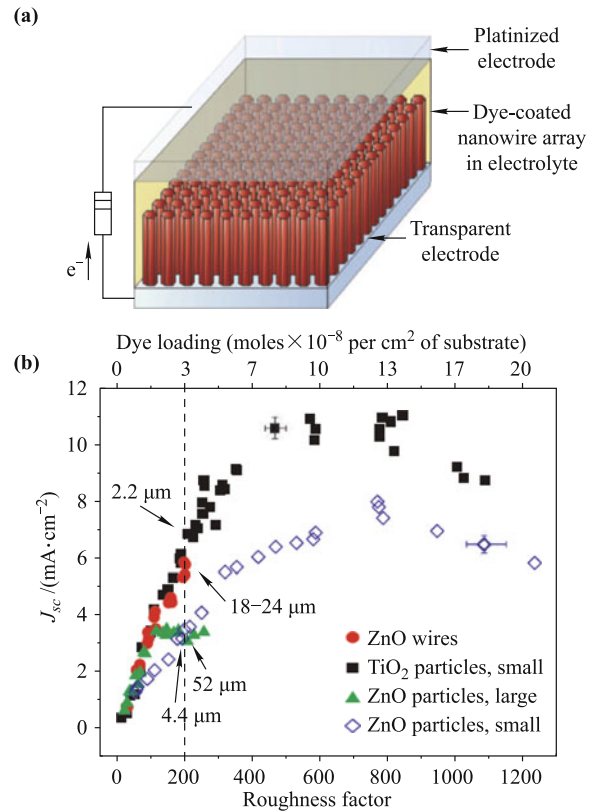 (a)
Platinized
electrode
Dye-coated
nanowire array
in electrolyte
Transparent
electrode
e⁻
(b)
Dye loading (moles×10⁻⁸ per cm² of substrate)
0 1 3 4 7 8 10 13 14 17 18 20
12
10
8
6
4
2
0
J_sc /(mA·cm⁻²)
2.2 μm
18–24 μm
52 μm
4.4 μm
ZnO wires
TiO₂ particles, small
ZnO particles, large
ZnO particles, small
0 200 400 600 800 1000 1200
Roughness factor